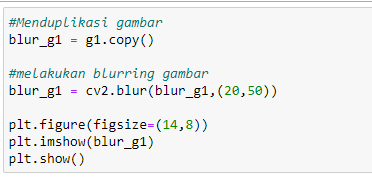 #Menduplikasi gambar
blur_g1 = g1.copy()
#melakukan blurring gambar
blur_g1 = cv2.blur(blur_g1,(20,50))
plt.figure(figsize=(14,8))
plt.imshow(blur_g1)
plt.show()